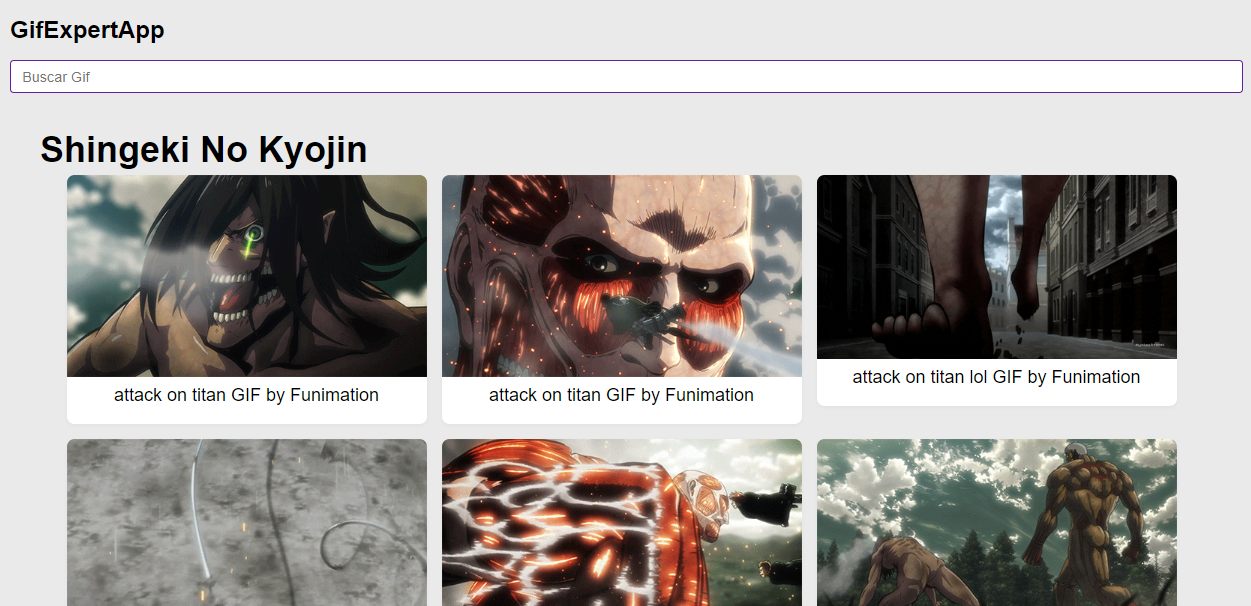 GifExpertApp
Buscar Gif
Shingeki No Kyojin
attack on titan GIF by Funimation
attack on titan GIF by Funimation
attack on titan lol GIF by Funimation